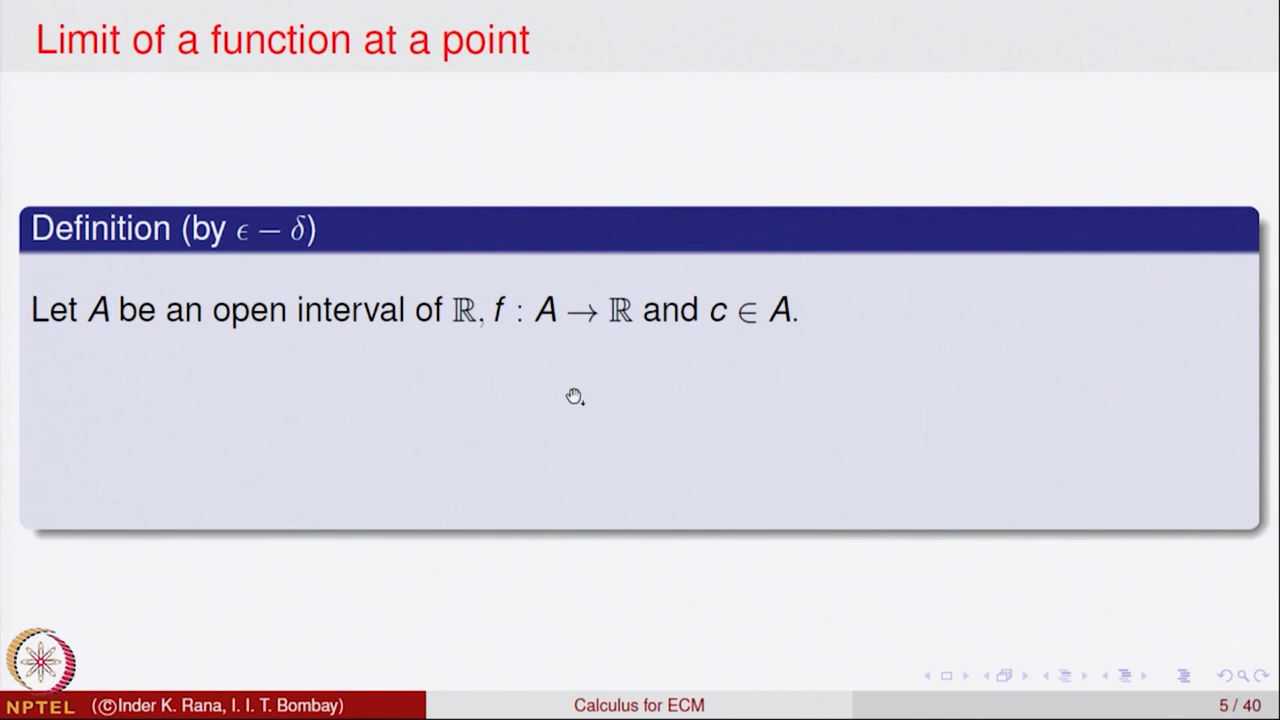 Limit of a function at a point
Definition (by ϵ − δ)
Let A be an open interval of ℝ, f : A → ℝ and c ∈ A.
NPTEL
(©Inder K. Rana, I. I. T. Bombay)
Calculus for ECM
5 / 40